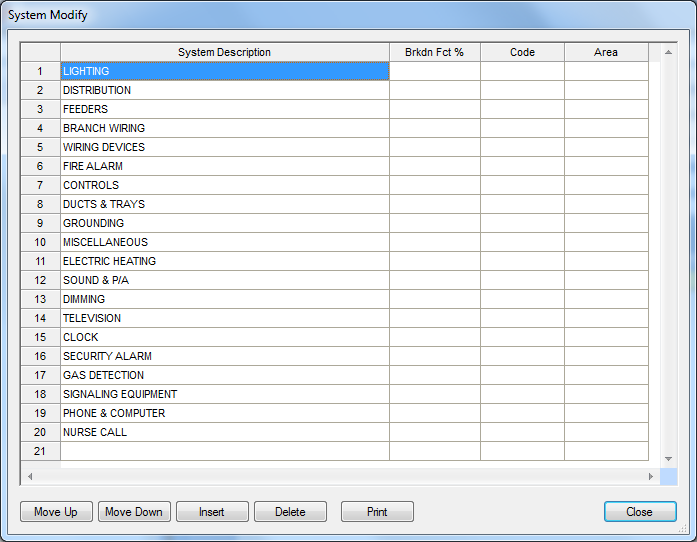 System Modify
System Description Brkdn Fct % Code Area
1 LIGHTING
2 DISTRIBUTION
3 FEEDERS
4 BRANCH WIRING
5 WIRING DEVICES
6 FIRE ALARM
7 CONTROLS
8 DUCTS & TRAYS
9 GROUNDING
10 MISCELLANEOUS
11 ELECTRIC HEATING
12 SOUND & P/A
13 DIMMING
14 TELEVISION
15 CLOCK
16 SECURITY ALARM
17 GAS DETECTION
18 SIGNALING EQUIPMENT
19 PHONE & COMPUTER
20 NURSE CALL
21
Move Up Move Down Insert Delete Print Close